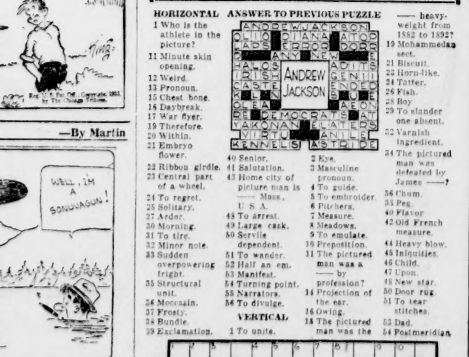 HORIZONTAL
1 Who is the
athlete in the
picture?
11 Minute skin
opening.
12 Weird.
13 Pronoun.
15 Chest bone.
16 Daybreak.
17 War flyer.
19 Therefore.
20 Within.
21 Embryo
flower.
22 Ribbon girdle.
23 Central part
of a wheel.
24 To regret.
25 Solitary.
27 Ardor.
30 Morning.
31 To tire.
32 Minor note.
33 Sudden
overpowering
fright.
35 Structural
unit.
36 Moccasin.
37 Frosty.
38 Bundle.
39 Exclamation.
ANSWER TO PREVIOUS PUZZLE
ANDREW JACKSON
ANDREW
JACKSON
40 Senior.
41 Salutation.
43 Home city of
picture man is
—— Mass.,
U. S. A.
48 To arrest.
49 Large cask.
50 Servile
dependent.
51 To wander.
52 Half an em.
53 Manifest.
54 Turning point.
55 Narrators.
56 To divulge.
VERTICAL
1 To units.
2 Eye.
3 Masculine
pronoun.
4 To guide.
5 To embroider.
6 Pitchers.
7 Measure.
8 Meadows.
9 To emulate.
10 Preposition.
11 The pictured
man was a
—— by
profession?
14 Projection of
the ear.
16 Owing.
18 The pictured
man was the
—— heavy-
weight from
1882 to 1892?
19 Mohammedan
sect.
21 Biscuit.
22 Horn-like.
24 Tatter.
26 Fish.
28 Boy
29 To slander
one absent.
32 Varnish
ingredient.
34 The pictured
man was
defeated by
James ——?
36 Chum.
38 Peg.
40 Flavor
42 Old French
measure.
44 Heavy blow.
45 Iniquities.
46 Child.
47 Upon.
48 New star.
50 Door rug.
51 To tear
stitches.
53 Dad.
54 Postmeridian
—By Martin
WELL, I'M
A